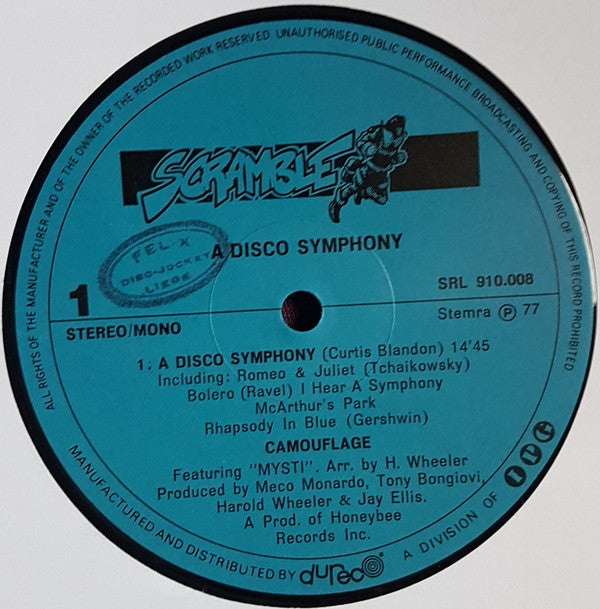 ALL RIGHTS OF THE MANUFACTURER AND OF THE OWNER OF THE RECORDED WORK RESERVED UNAUTHORISED PUBLIC PERFORMANCE BROADCASTING AND COPYING OF THIS RECORD PROHIBITED
SCRAMBLE
A DISCO SYMPHONY
FEL-X
DISC-JOCKEY
LIEGE
1
SRL 910.008
STEREO/MONO
Stemra Ⓟ 77
1. A DISCO SYMPHONY (Curtis Blandon) 14'45
Including: Romeo & Juliet (Tchaikowsky)
Bolero (Ravel) I Hear A Symphony
McArthur's Park
Rhapsody In Blue (Gershwin)
CAMOUFLAGE
Featuring "MYSTI". Arr. by H. Wheeler
Produced by Meco Monardo, Tony Bongiovi,
Harold Wheeler & Jay Ellis.
A Prod. of Honeybee
Records Inc.
MANUFACTURED AND DISTRIBUTED BY dureco A DIVISION OF